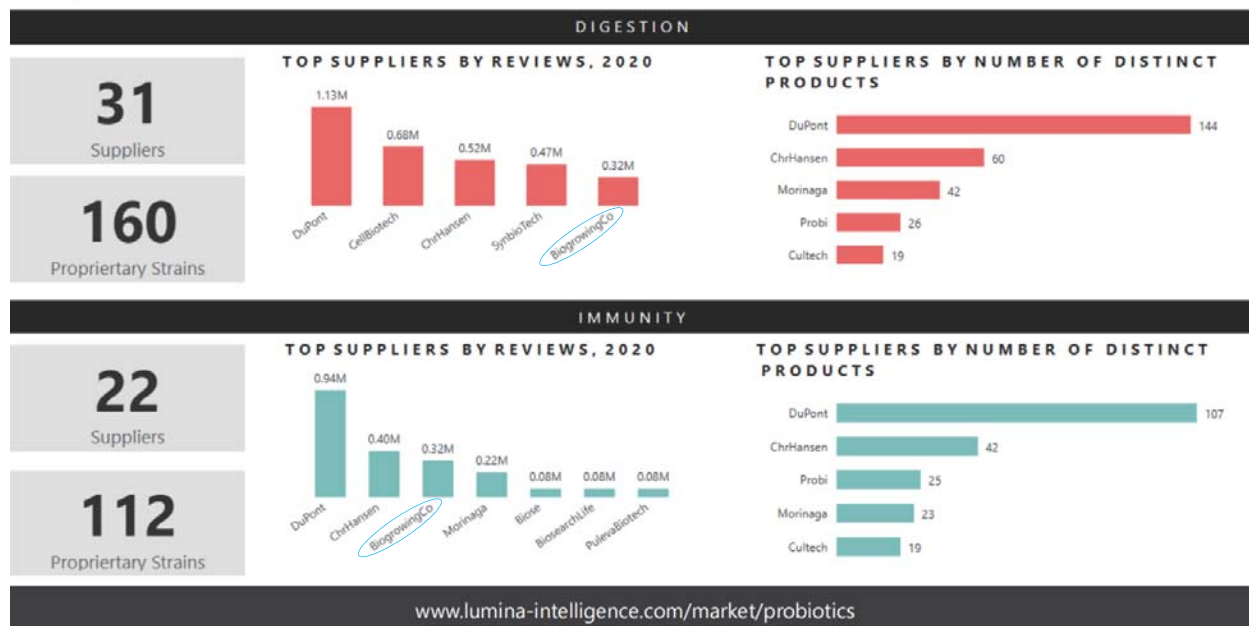 DIGESTION
31
Suppliers
160
Propriertary Strains
TOP SUPPLIERS BY REVIEWS, 2020
1.13M
0.68M
0.52M
0.47M
0.32M
DuPont
CellBiotech
ChrHansen
SynbioTech
BiogrowingCo
TOP SUPPLIERS BY NUMBER OF DISTINCT
PRODUCTS
DuPont 144
ChrHansen 60
Morinaga 42
Probi 26
Cultech 19
IMMUNITY
22
Suppliers
112
Propriertary Strains
TOP SUPPLIERS BY REVIEWS, 2020
0.94M
0.40M
0.32M
0.22M
0.08M
0.08M
0.08M
DuPont
ChrHansen
BiogrowingCo
Morinaga
Biose
BiosearchLife
PulevaBiotech
TOP SUPPLIERS BY NUMBER OF DISTINCT
PRODUCTS
DuPont 107
ChrHansen 42
Probi 25
Morinaga 23
Cultech 19
www.lumina-intelligence.com/market/probiotics